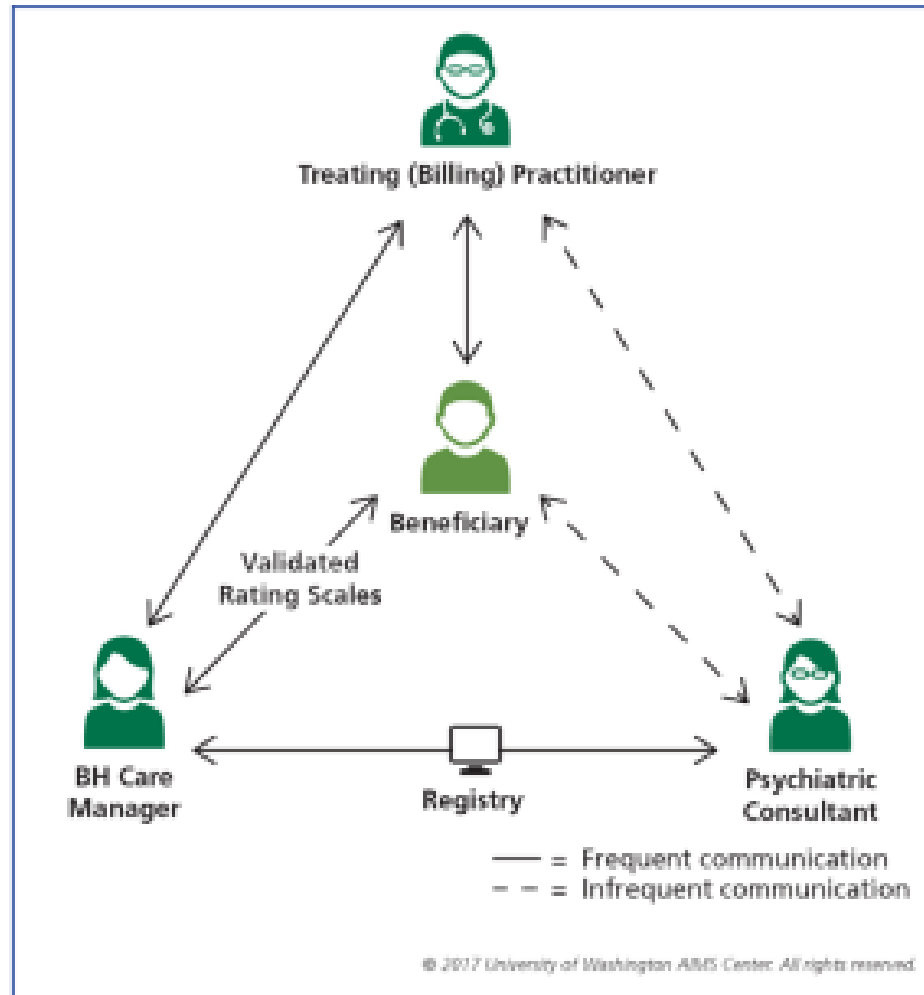 Treating (Billing) Practitioner
Beneficiary
Validated
Rating Scales
BH Care
Manager
Registry
Psychiatric
Consultant
—— = Frequent communication
– – = Infrequent communication
© 2017 University of Washington AIMS Center. All rights reserved.